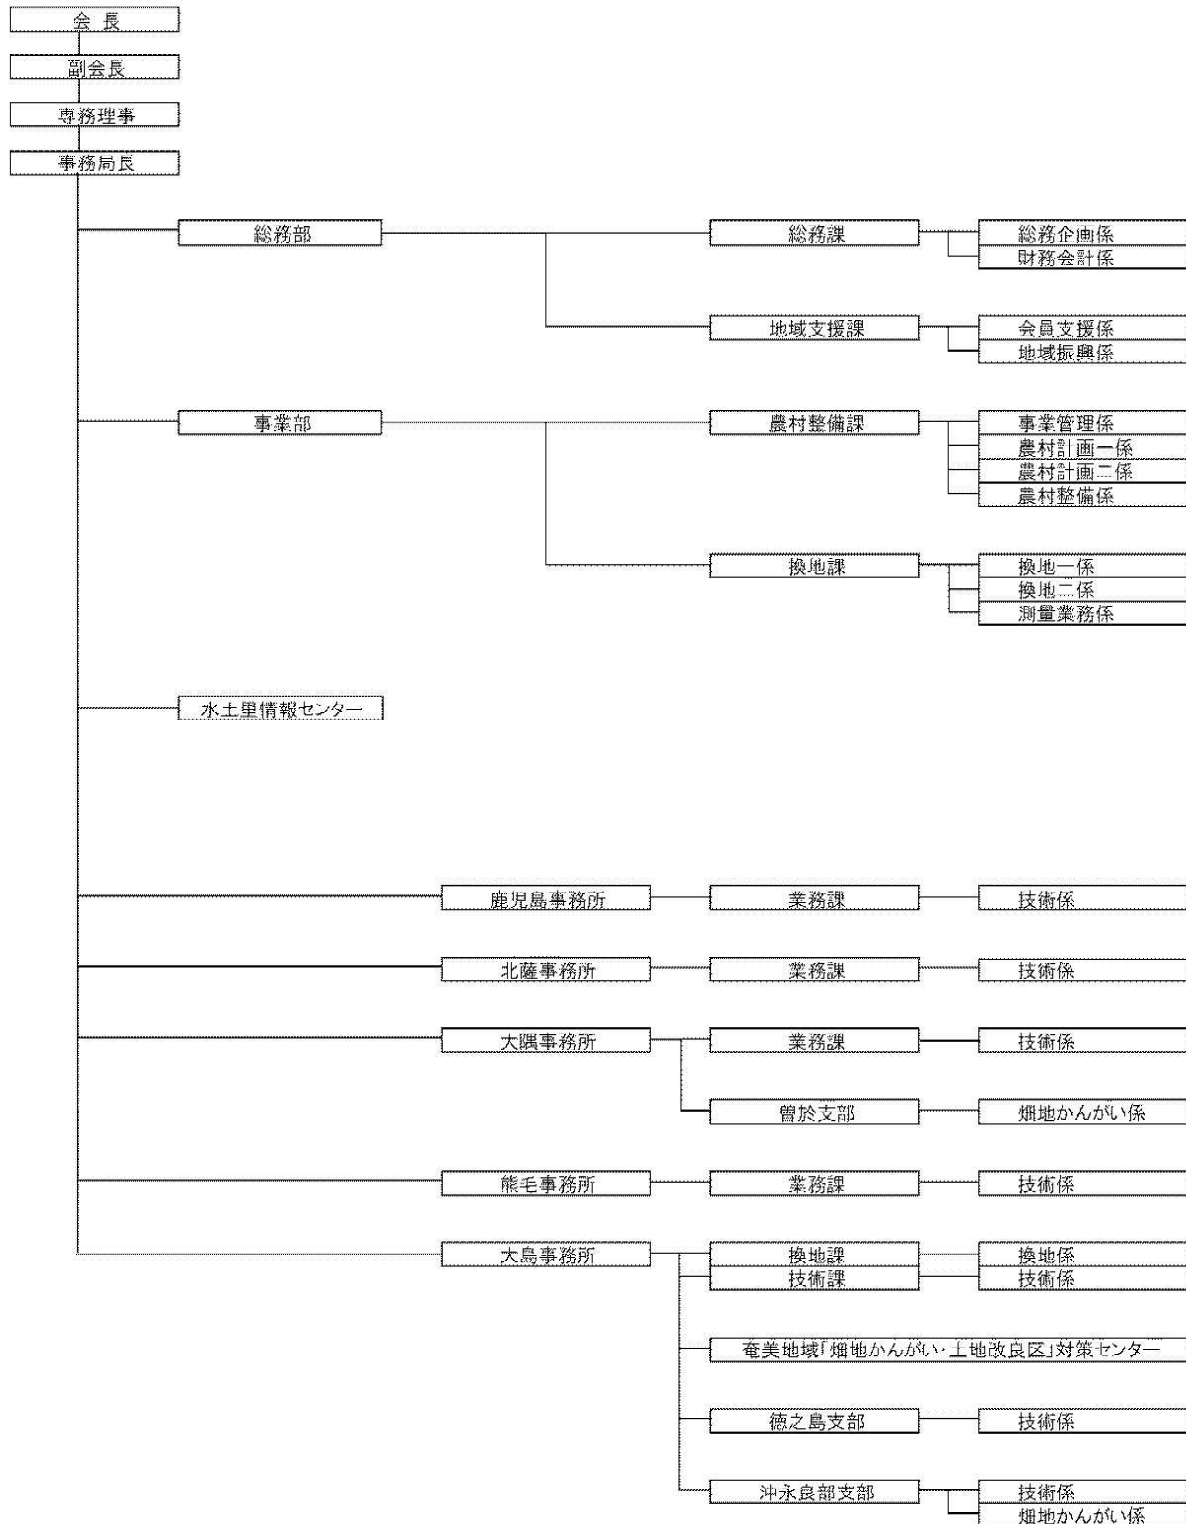 会 長
副会長
専務理事
事務局長
総務部
総務課
総務企画係
財務会計係
地域支援課
会員支援係
地域振興係
事業部
農村整備課
事業管理係
農村計画一係
農村計画二係
農村整備係
換地課
換地一係
換地二係
測量業務係
水土里情報センター
鹿児島事務所
業務課
技術係
北薩事務所
業務課
技術係
大隅事務所
業務課
技術係
曽於支部
畑地かんがい係
熊毛事務所
業務課
技術係
大島事務所
換地課
換地係
技術課
技術係
奄美地域「畑地かんがい・土地改良区」対策センター
徳之島支部
技術係
沖永良部支部
技術係
畑地かんがい係